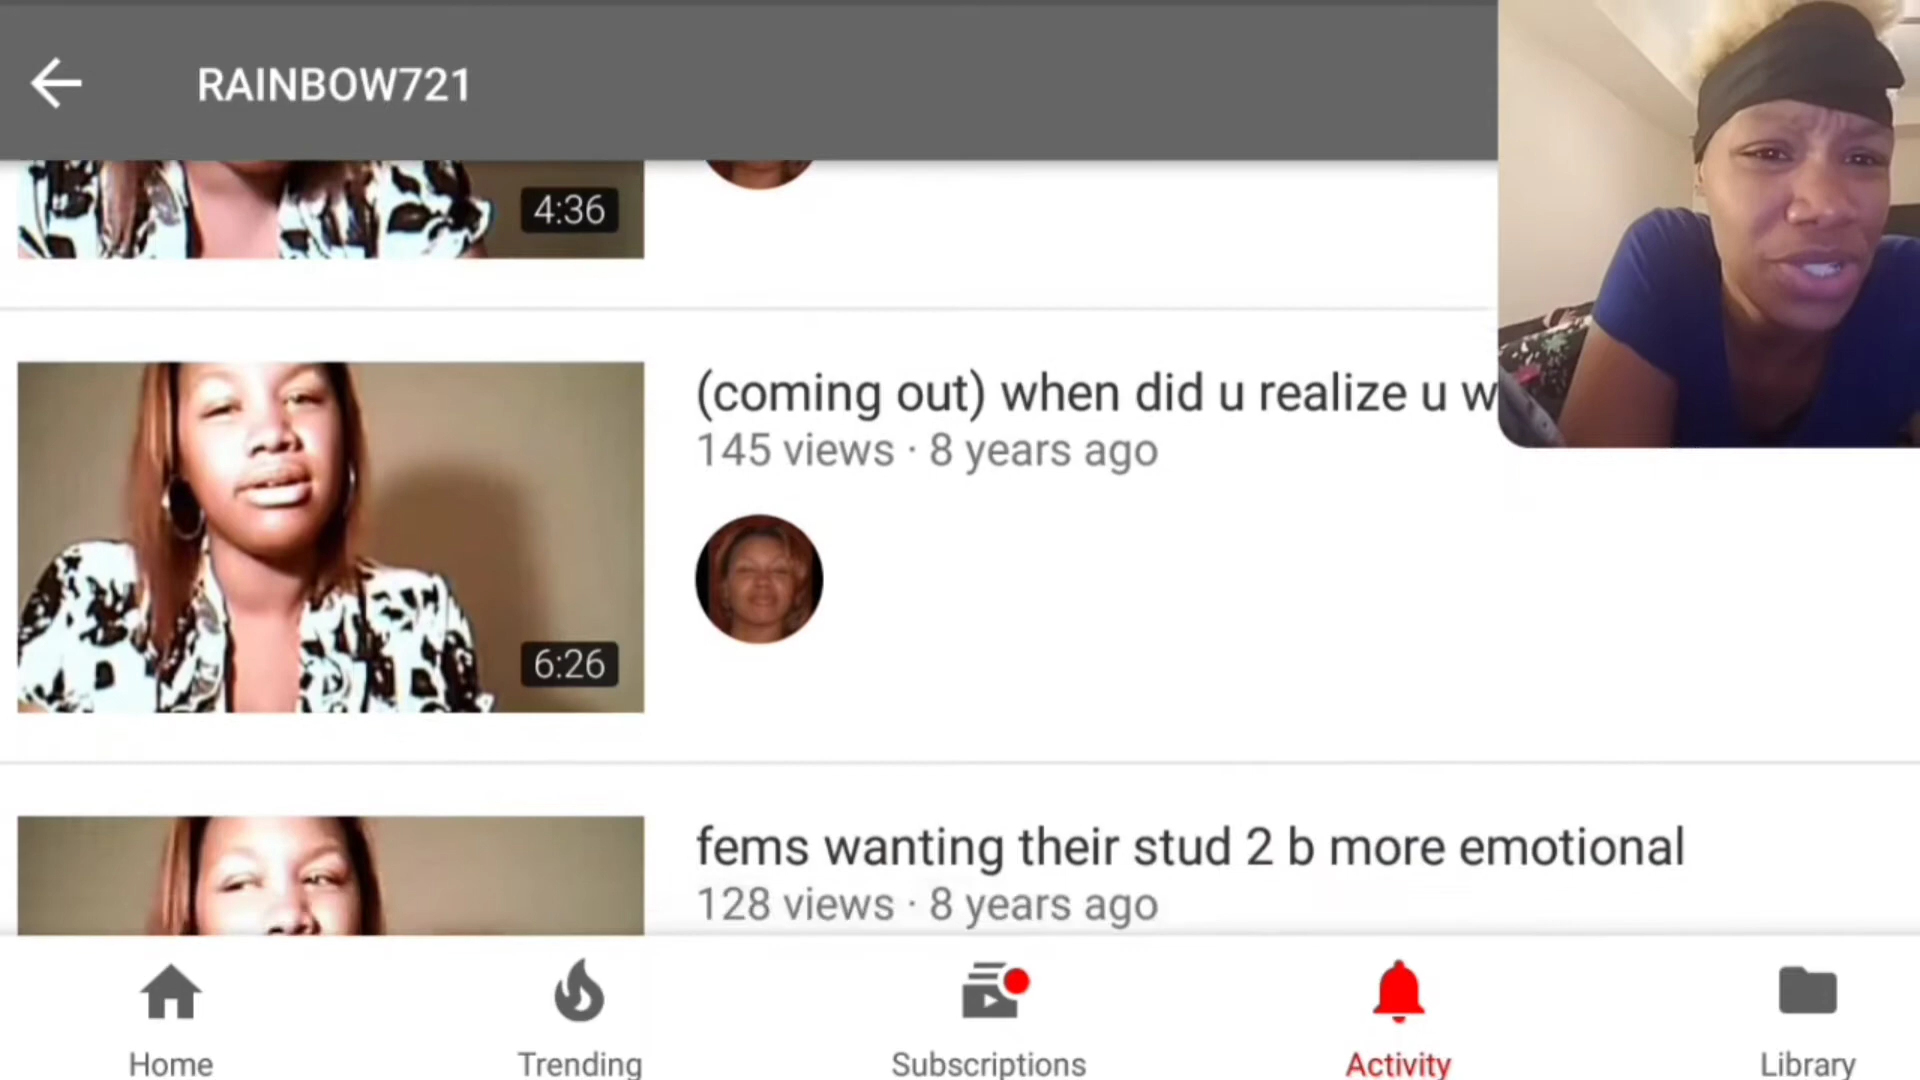 RAINBOW721
4:36
(coming out) when did u realize u w
145 views · 8 years ago
6:26
fems wanting their stud 2 b more emotional
128 views · 8 years ago
Home
Trending
Subscriptions
Activity
Library